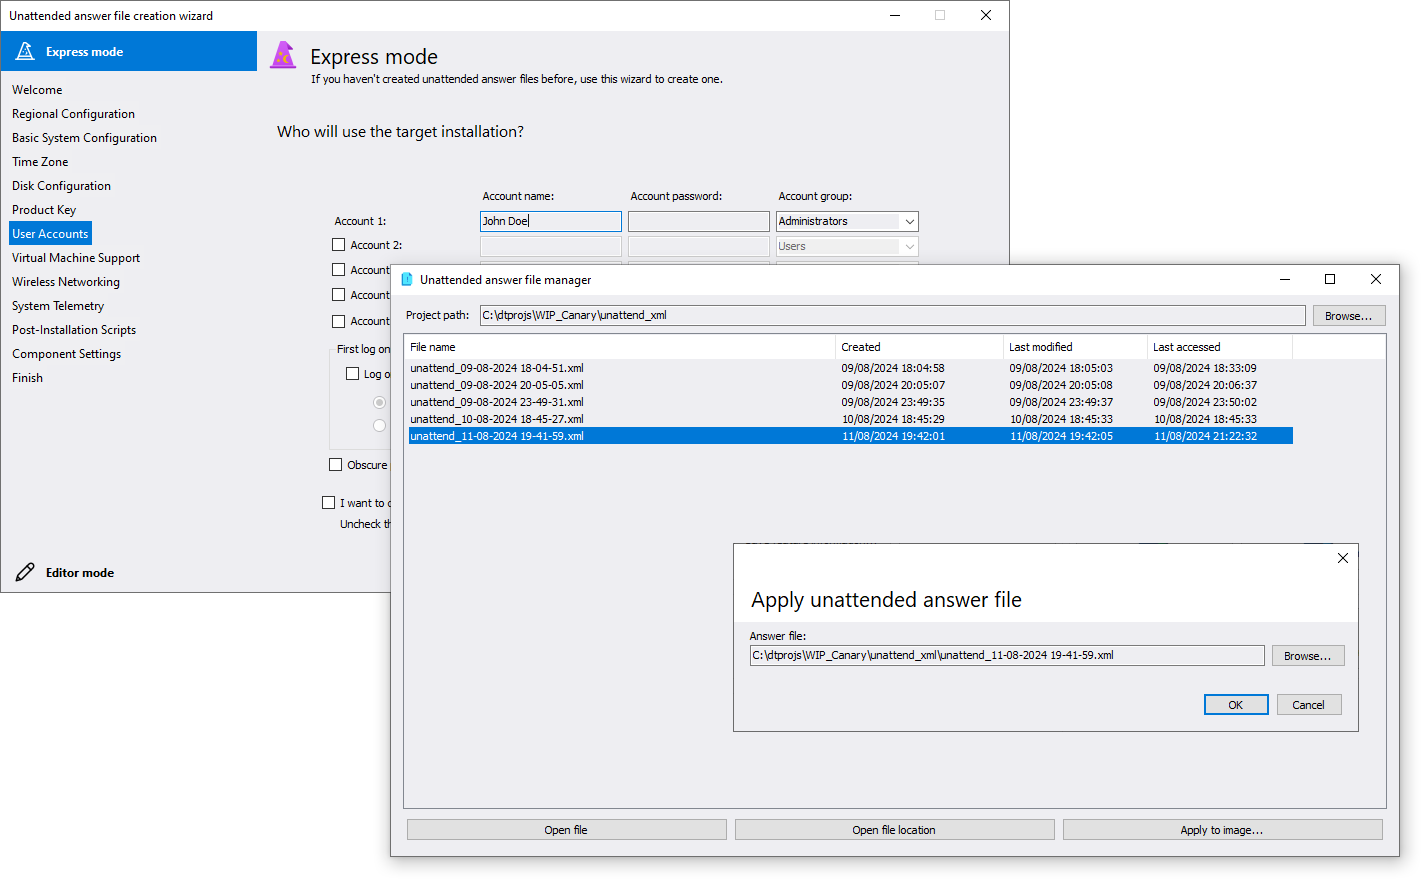 Unattended answer file creation wizard
Express mode
Welcome
Regional Configuration
Basic System Configuration
Time Zone
Disk Configuration
Product Key
User Accounts
Virtual Machine Support
Wireless Networking
System Telemetry
Post-Installation Scripts
Component Settings
Finish
Editor mode
Express mode
If you haven't created unattended answer files before, use this wizard to create one.
Who will use the target installation?
Account name: Account password: Account group:
Account 1: John Doe Administrators
Account 2: Users
Account
Account
Account
First log on
Log o
Obscure
I want to
Uncheck
Unattended answer file manager
Project path: C:\dtprojs\WIP_Canary\unattend_xml Browse...
File name Created Last modified Last accessed
unattend_09-08-2024 18-04-51.xml 09/08/2024 18:04:58 09/08/2024 18:05:03 09/08/2024 18:33:09
unattend_09-08-2024 20-05-05.xml 09/08/2024 20:05:07 09/08/2024 20:05:08 09/08/2024 20:06:37
unattend_09-08-2024 23-49-31.xml 09/08/2024 23:49:35 09/08/2024 23:49:37 09/08/2024 23:50:02
unattend_10-08-2024 18-45-27.xml 10/08/2024 18:45:29 10/08/2024 18:45:33 10/08/2024 18:45:33
unattend_11-08-2024 19-41-59.xml 11/08/2024 19:42:01 11/08/2024 19:42:05 11/08/2024 21:22:32
Apply unattended answer file
Answer file:
C:\dtprojs\WIP_Canary\unattend_xml\unattend_11-08-2024 19-41-59.xml Browse...
OK Cancel
Open file Open file location Apply to image...